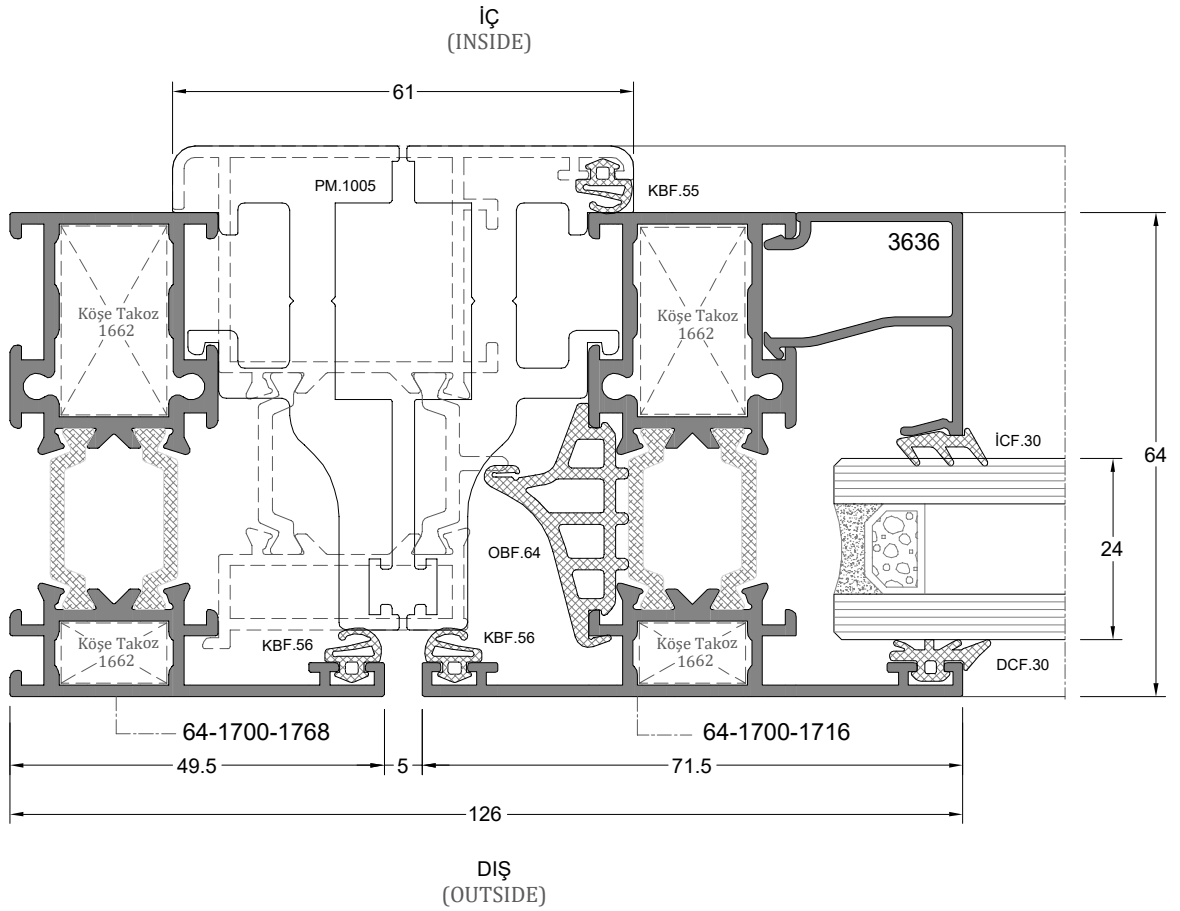 İÇ
(INSIDE)
61
PM.1005
KBF.55
3636
Köşe Takoz
1662
Köşe Takoz
1662
İCF.30
64
24
OBF.64
KBF.56
KBF.56
Köşe Takoz
1662
Köşe Takoz
1662
DCF.30
64-1700-1768
64-1700-1716
49.5
5
71.5
126
DIŞ
(OUTSIDE)